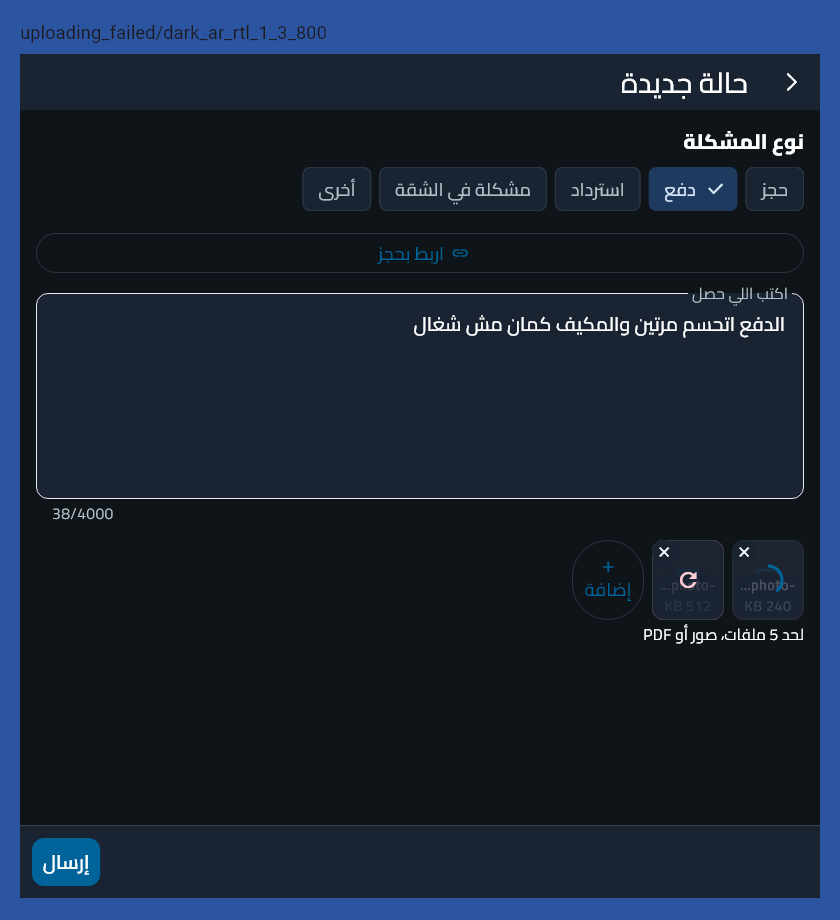 uploading_failed/dark_ar_rtl_1_3_800
حالة جديدة
نوع المشكلة
حجز
دفع
استرداد
مشكلة في الشقة
أخرى
اربط بحجز
اكتب اللي حصل
الدفع اتحسم مرتين والمكيف كمان مش شغال
38/4000
photo-...
240 KB
photo-...
512 KB
+
إضافة
لحد 5 ملفات، صور أو PDF
إرسال